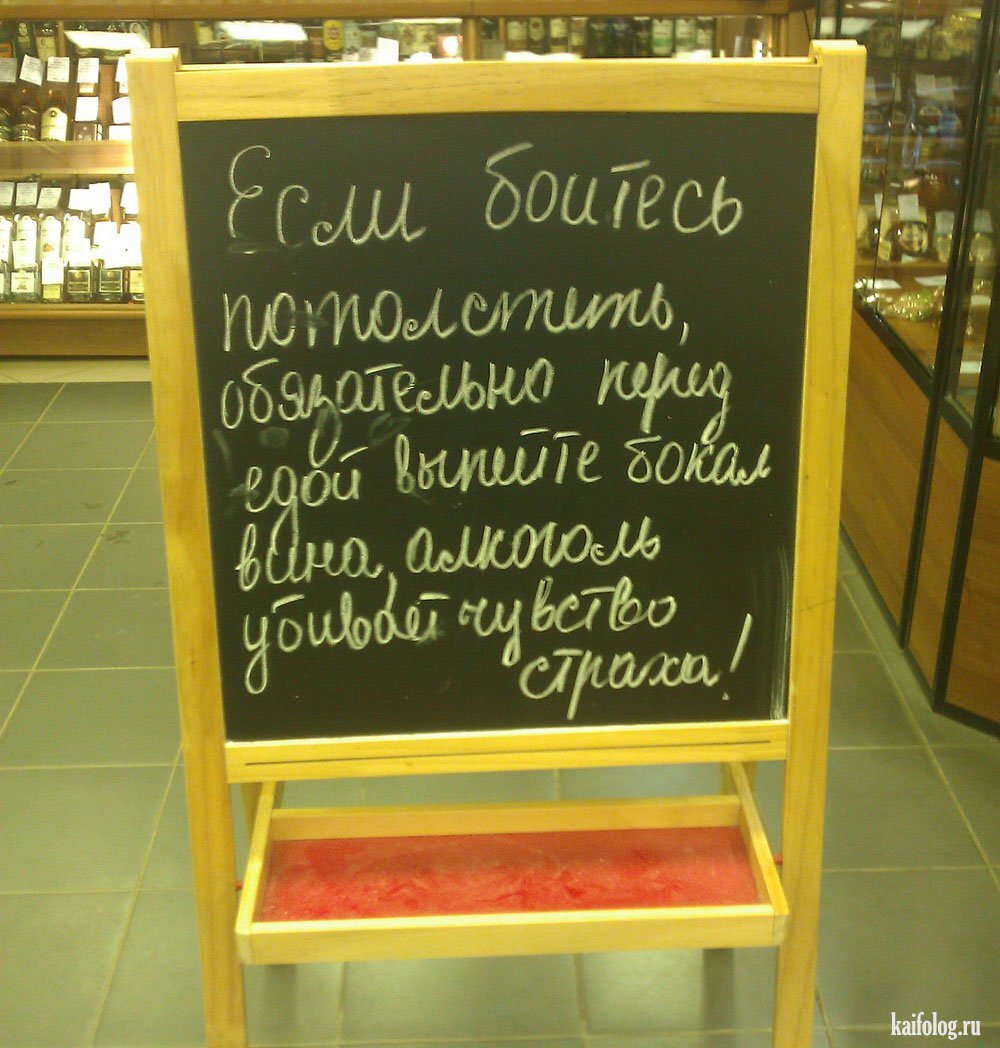 Если боитесь
потолстеть,
обязательно перед
едой выпейте бокал
вина, алкоголь
убивает чувство
страха!
kaifolog.ru